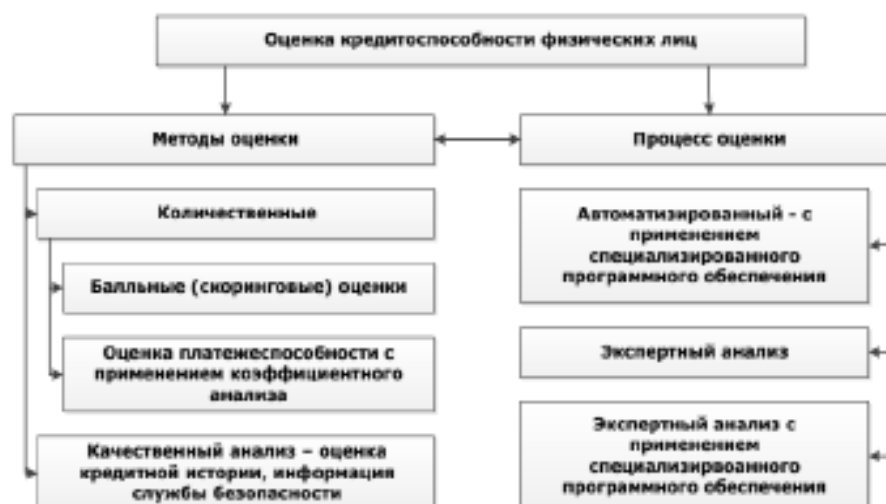 Оценка кредитоспособности физических лиц
Методы оценки
Процесс оценки
Количественные
Балльные (скоринговые) оценки
Оценка платежеспособности с
применением коэффициентного
анализа
Качественный анализ – оценка
кредитной истории, информация
службы безопасности
Автоматизированный - с
применением
специализированного
программного обеспечения
Экспертный анализ
Экспертный анализ с
применением
специализирвоанного
программного обеспечения